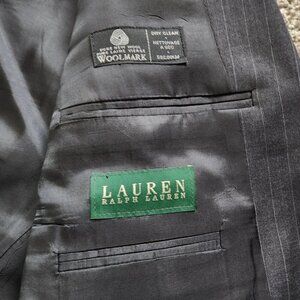 PURE NEW WOOL
PURE LAINE VIERGE
WOOLMARK
DRY CLEAN
NETTOYAGE
A SEC
LAUREN
RALPH LAUREN